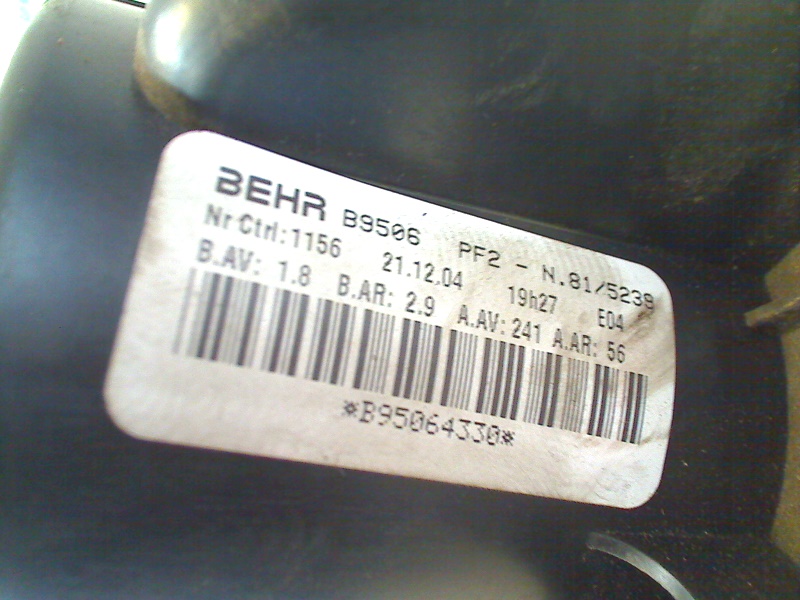 BEHR B9506 PF2 - N.81/5239
Nr Ctrl:1156 21.12.04 19h27 E04
B.AV: 1.8 B.AR: 2.9 A.AV: 241 A.AR: 56
*B95064330*